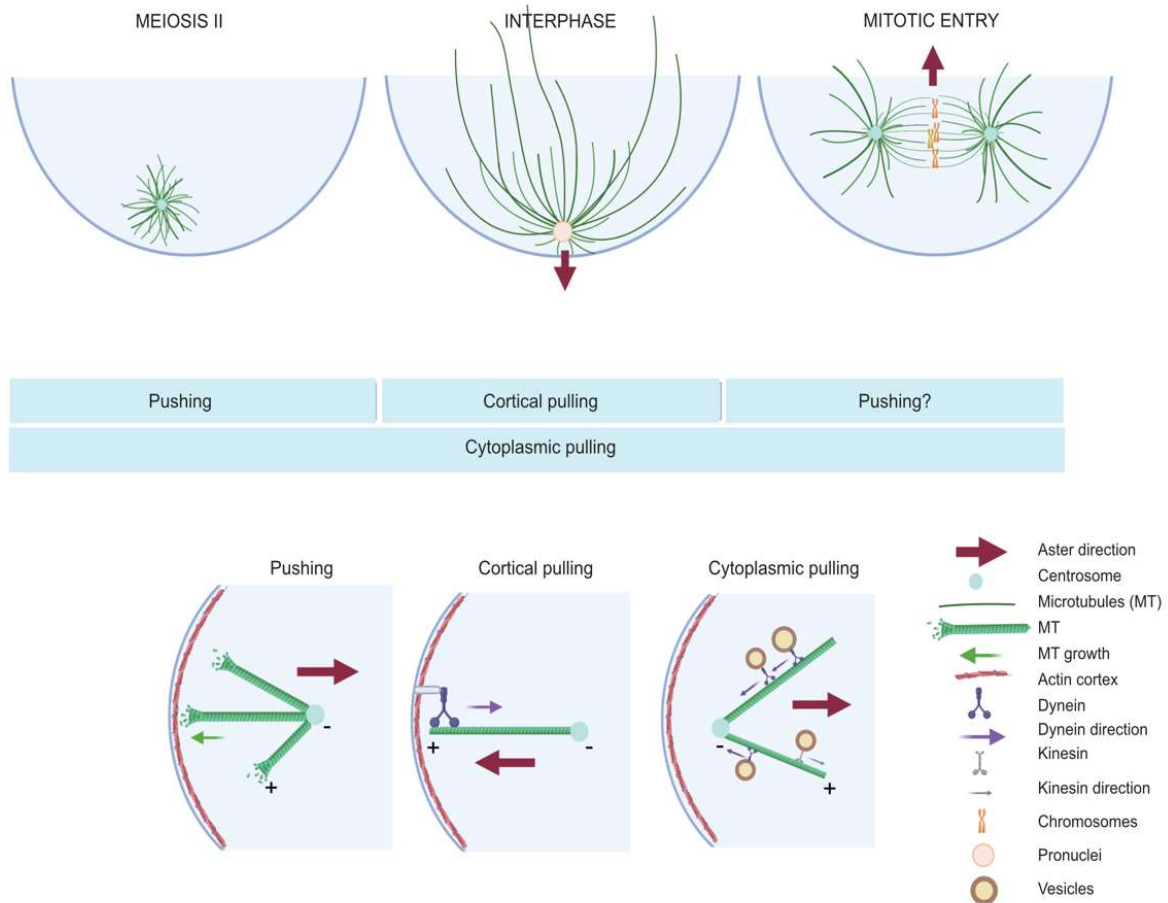 MEIOSIS II
INTERPHASE
MITOTIC ENTRY
Pushing
Cortical pulling
Pushing?
Cytoplasmic pulling
Pushing
Cortical pulling
Cytoplasmic pulling
-
+
+
-
-
+
Aster direction
Centrosome
Microtubules (MT)
MT
MT growth
Actin cortex
Dynein
Dynein direction
Kinesin
Kinesin direction
Chromosomes
Pronuclei
Vesicles